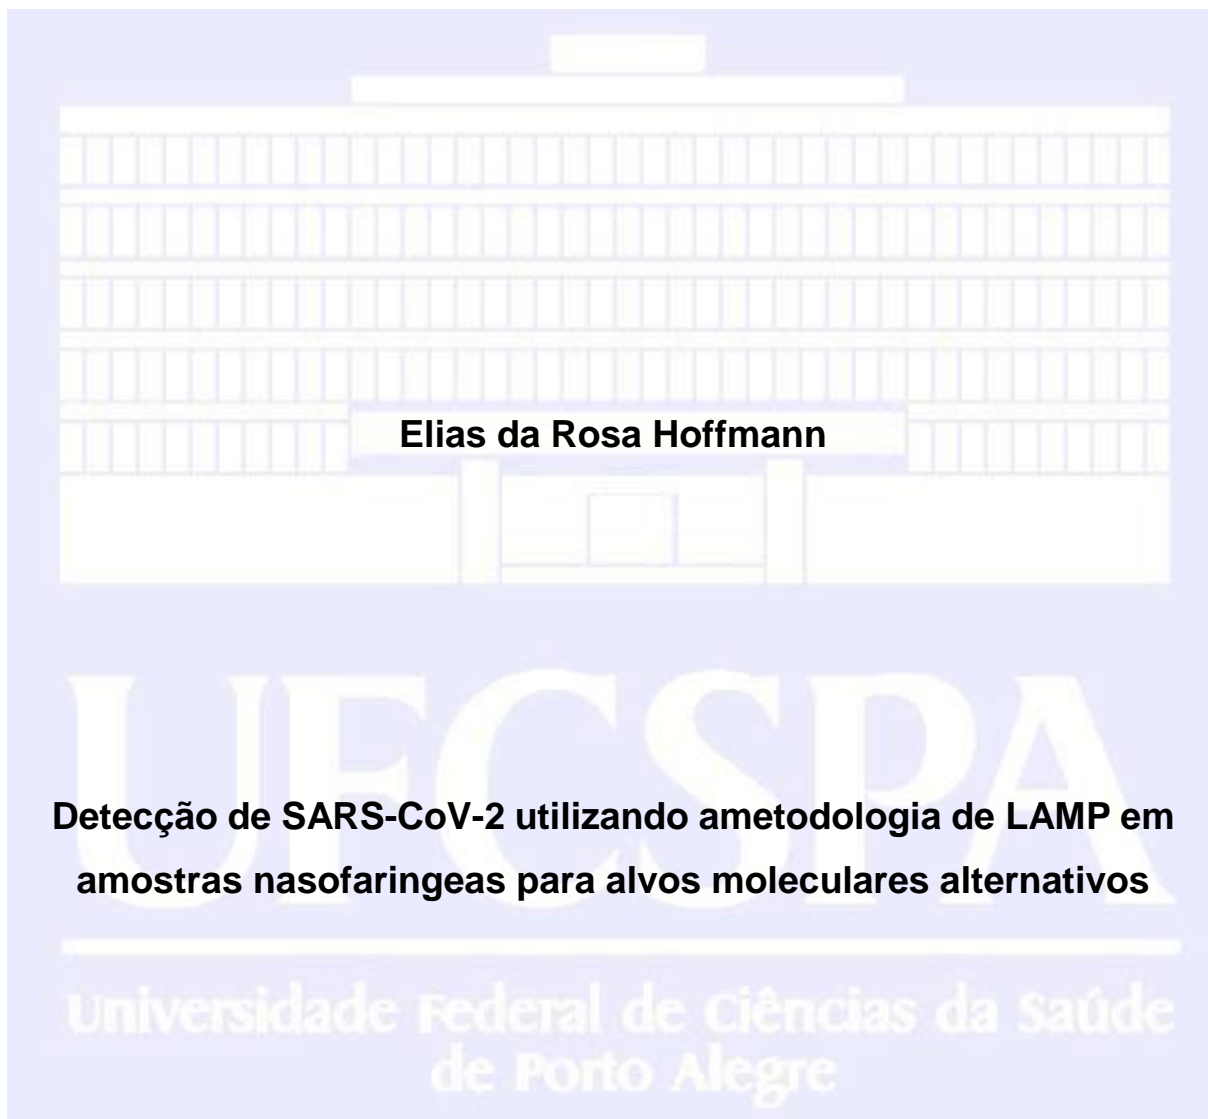 Elias da Rosa Hoffmann
UFCSPA
Detecção de SARS-CoV-2 utilizando ametodologia de LAMP em
amostras nasofaringeas para alvos moleculares alternativos
Universidade Federal de Ciências da Saúde
de Porto Alegre